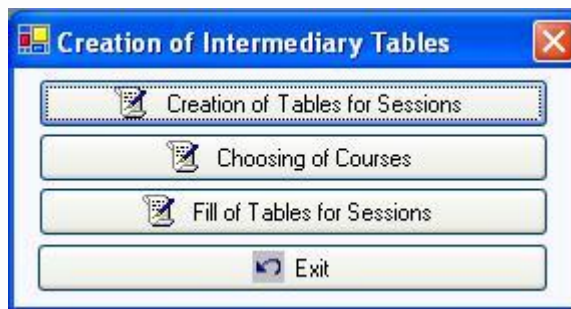 Creation of Intermediary Tables
Creation of Tables for Sessions
Choosing of Courses
Fill of Tables for Sessions
Exit